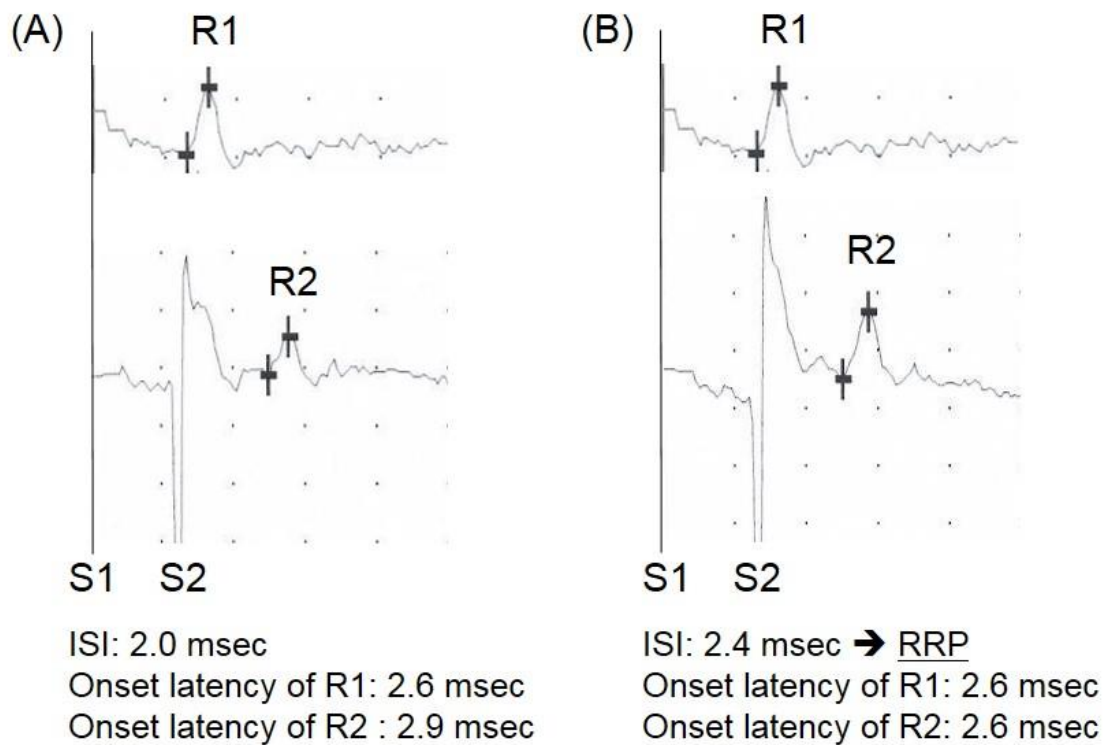 (A)
R1
R2
S1 S2
ISI: 2.0 msec
Onset latency of R1: 2.6 msec
Onset latency of R2 : 2.9 msec
(B)
R1
R2
S1 S2
ISI: 2.4 msec ➔ RRP
Onset latency of R1: 2.6 msec
Onset latency of R2: 2.6 msec